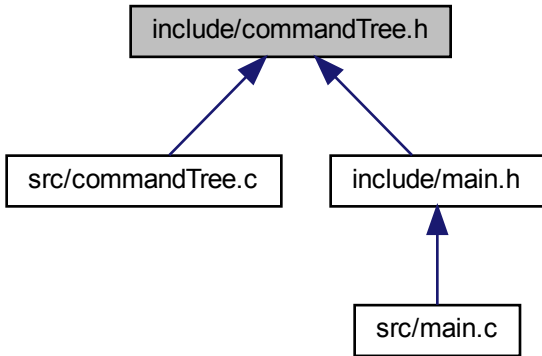 include/commandTree.h
src/commandTree.c
include/main.h
src/main.c